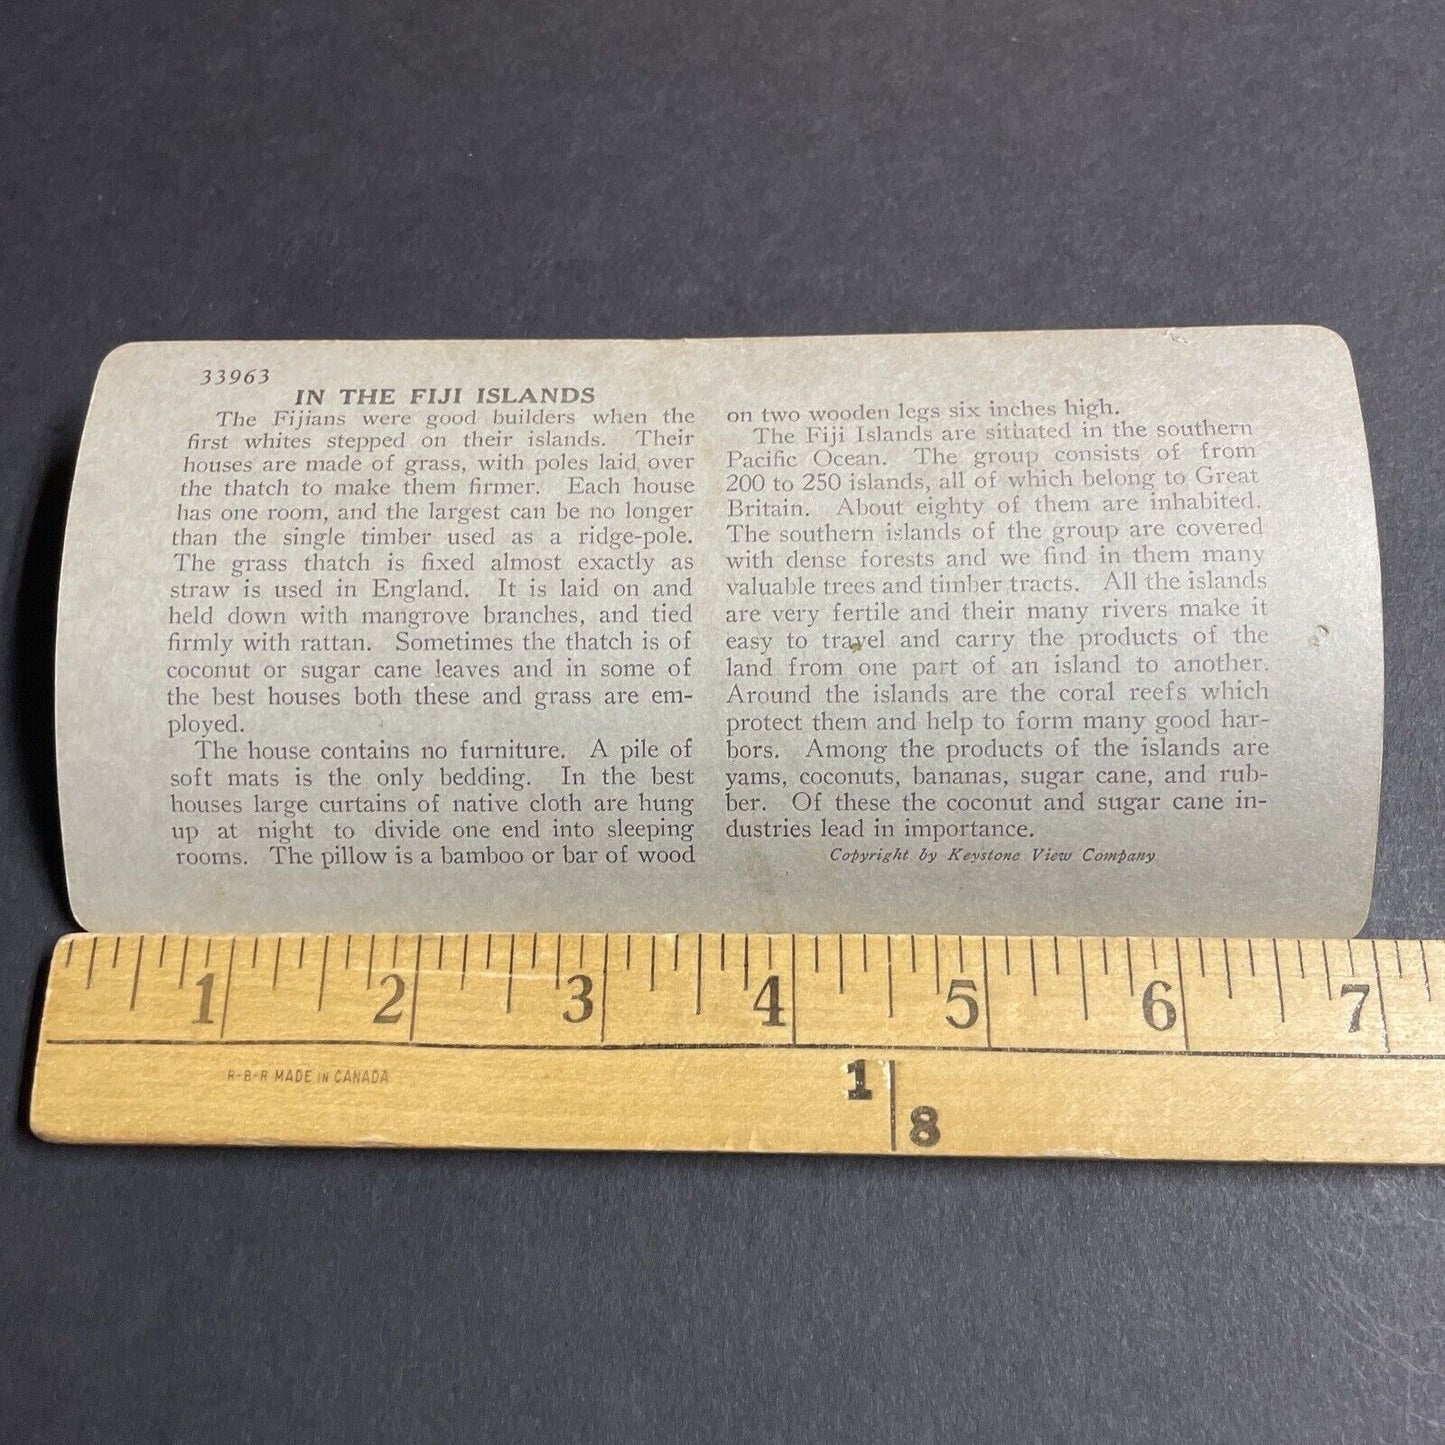 33963
IN THE FIJI ISLANDS
The Fijians were good builders when the
first whites stepped on their islands. Their
houses are made of grass, with poles laid over
the thatch to make them firmer. Each house
has one room, and the largest can be no longer
than the single timber used as a ridge-pole.
The grass thatch is fixed almost exactly as
straw is used in England. It is laid on and
held down with mangrove branches, and tied
firmly with rattan. Sometimes the thatch is of
coconut or sugar cane leaves and in some of
the best houses both these and grass are em-
ployed.
The house contains no furniture. A pile of
soft mats is the only bedding. In the best
houses large curtains of native cloth are hung
up at night to divide one end into sleeping
rooms. The pillow is a bamboo or bar of wood
on two wooden legs six inches high.
The Fiji Islands are situated in the southern
Pacific Ocean. The group consists of from
200 to 250 islands, all of which belong to Great
Britain. About eighty of them are inhabited.
The southern islands of the group are covered
with dense forests and we find in them many
valuable trees and timber tracts. All the islands
are very fertile and their many rivers make it
easy to travel and carry the products of the
land from one part of an island to another.
Around the islands are the coral reefs which
protect them and help to form many good har-
bors. Among the products of the islands are
yams, coconuts, bananas, sugar cane, and rub-
ber. Of these the coconut and sugar cane in-
dustries lead in importance.
Copyright by Keystone View Company
1 2 3 4 5 6 7
R-B-R MADE IN CANADA
1
8